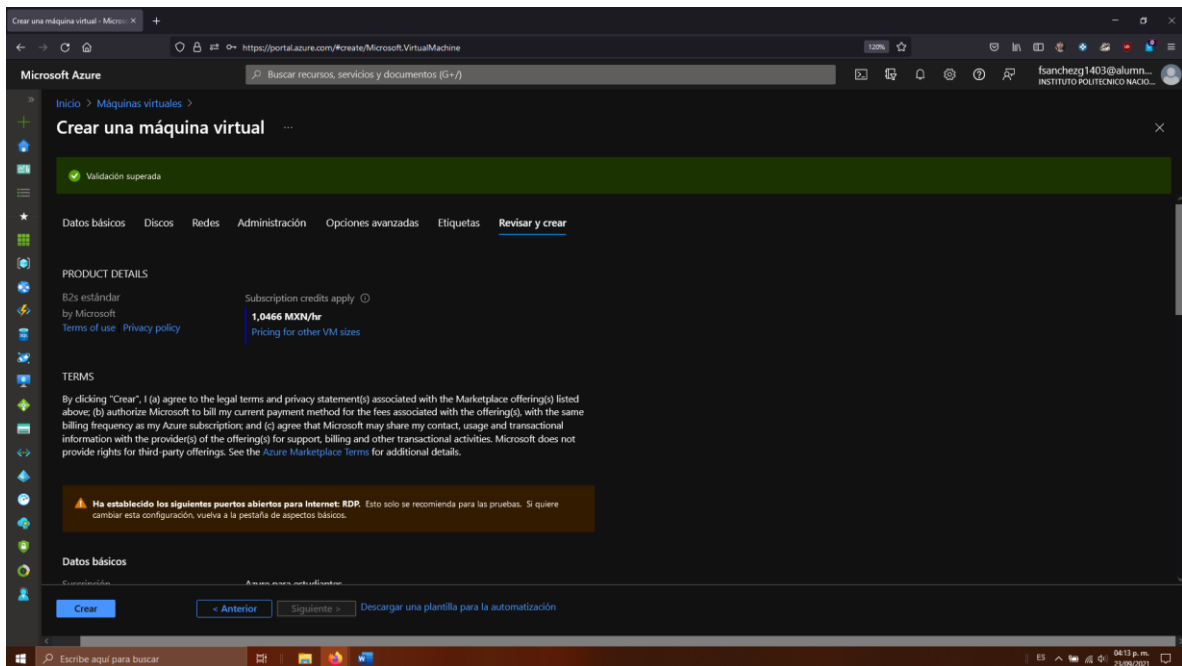 Crear una máquina virtual - Micros
https://portal.azure.com/#create/Microsoft.VirtualMachine
120%
Microsoft Azure
Buscar recursos, servicios y documentos (G+/)
fsanchezg1403@alumn...
INSTITUTO POLITECNICO NACIO...
Inicio > Máquinas virtuales >
Crear una máquina virtual ...
Validación superada
Datos básicos Discos Redes Administración Opciones avanzadas Etiquetas Revisar y crear
PRODUCT DETAILS
B2s estándar
by Microsoft
Terms of use Privacy policy
Subscription credits apply
1,0466 MXN/hr
Pricing for other VM sizes
TERMS
By clicking "Crear", I (a) agree to the legal terms and privacy statement(s) associated with the Marketplace offering(s) listed
above; (b) authorize Microsoft to bill my current payment method for the fees associated with the offering(s), with the same
billing frequency as my Azure subscription; and (c) agree that Microsoft may share my contact, usage and transactional
information with the provider(s) of the offering(s) for support, billing and other transactional activities. Microsoft does not
provide rights for third-party offerings. See the Azure Marketplace Terms for additional details.
Ha establecido los siguientes puertos abiertos para Internet: RDP. Esto solo se recomienda para las pruebas. Si quiere
cambiar esta configuración, vuelva a la pestaña de aspectos básicos.
Datos básicos
Suscripción Azure para estudiantes
Crear < Anterior Siguiente > Descargar una plantilla para la automatización
Escribe aquí para buscar
ES
04:13 p. m.
23/09/2021